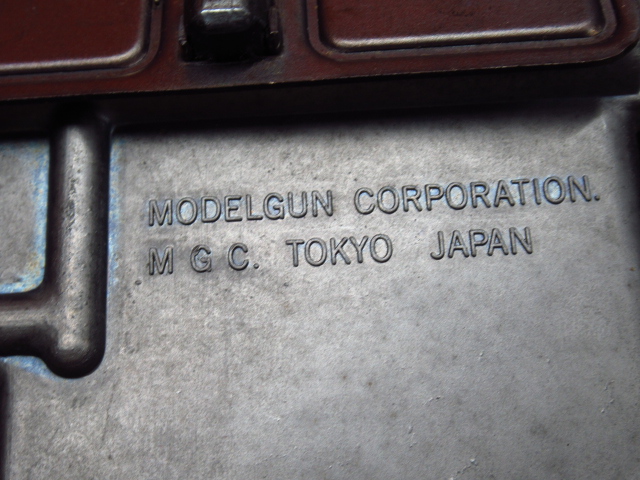 MODELGUN CORPORATION.
M G C. TOKYO JAPAN